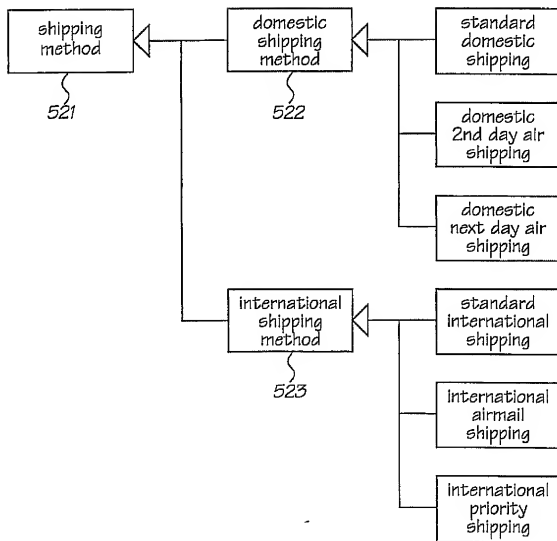 shipping
method
521
domestic
shipping
method
522
standard
domestic
shipping
domestic
2nd day air
shipping
domestic
next day air
shipping
international
shipping
method
523
standard
international
shipping
international
airmail
shipping
international
priority
shipping